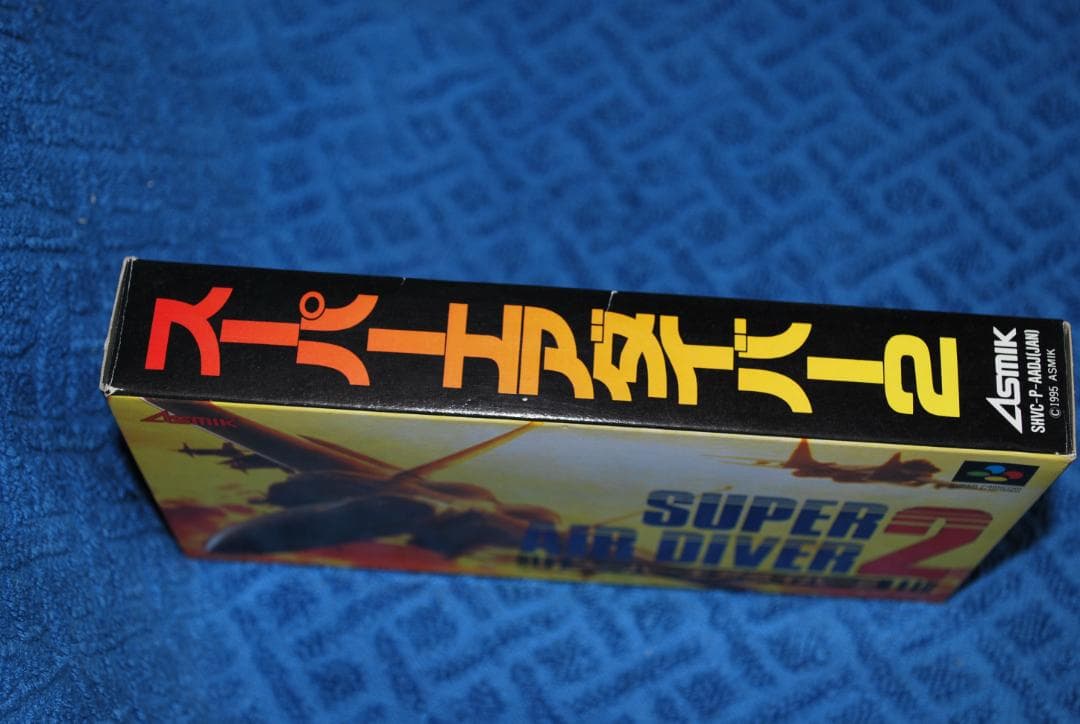 スーパーエアダイバー2
Asmik
SHVC-P-AADJ(JAN)
© 1995 ASMIK
Asmik
SUPER
AIR DIVER 2